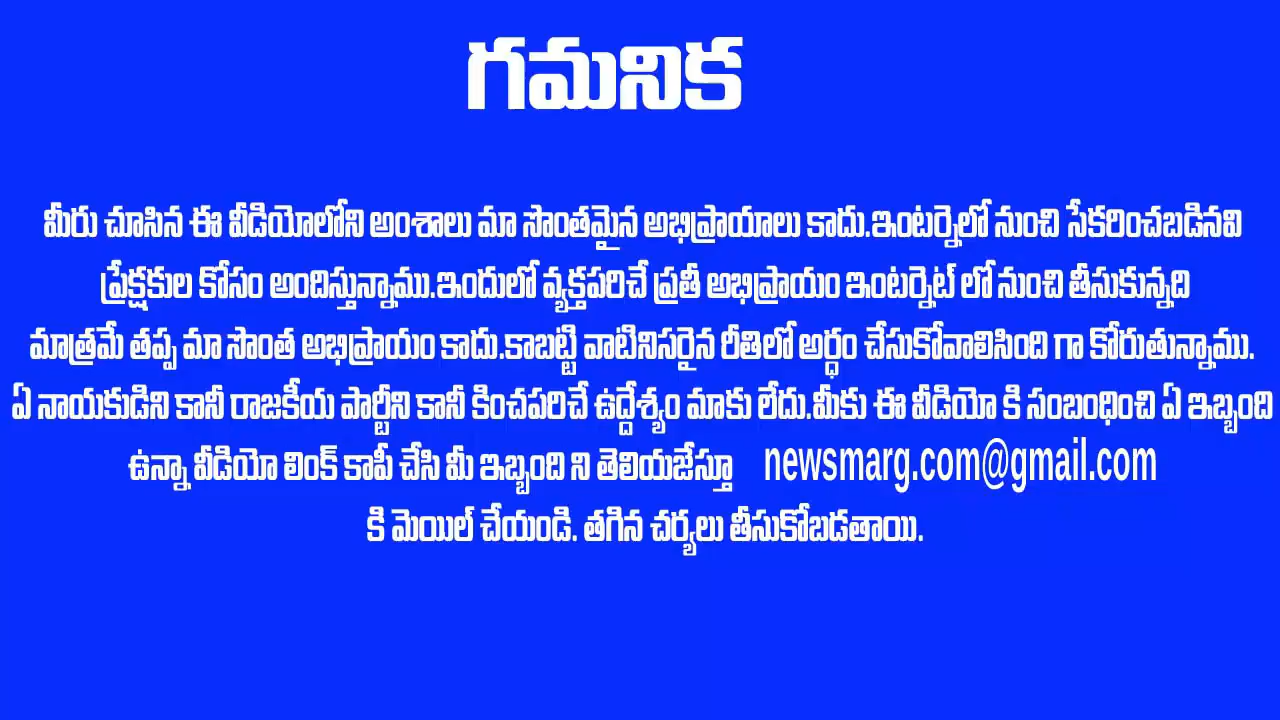 గమనిక
మీరు చూసిన ఈ వీడియోలోని అంశాలు మా సొంతమైన అభిప్రాయాలు కాదు.ఇంటర్నెలో నుంచి సేకరించబడినవి
ప్రేక్షకుల కోసం అందిస్తున్నాము.ఇందులో వ్యక్తపరిచే ప్రతీ అభిప్రాయం ఇంటర్నెట్ లో నుంచి తీసుకున్నది
మాత్రమే తప్ప మా సొంత అభిప్రాయం కాదు.కాబట్టి వాటినిసరైన రీతిలో అర్ధం చేసుకోవాలిసింది గా కోరుతున్నాము.
ఏ నాయకుడిని కానీ రాజకీయ పార్టీని కానీ కించపరిచే ఉద్దేశ్యం మాకు లేదు.మీకు ఈ వీడియో కి సంబంధించి ఏ ఇబ్బంది
ఉన్నా వీడియో లింక్ కాపీ చేసి మీ ఇబ్బంది ని తెలియజేస్తూ newsmarg.com@gmail.com
కి మెయిల్ చేయండి. తగిన చర్యలు తీసుకోబడతాయి.